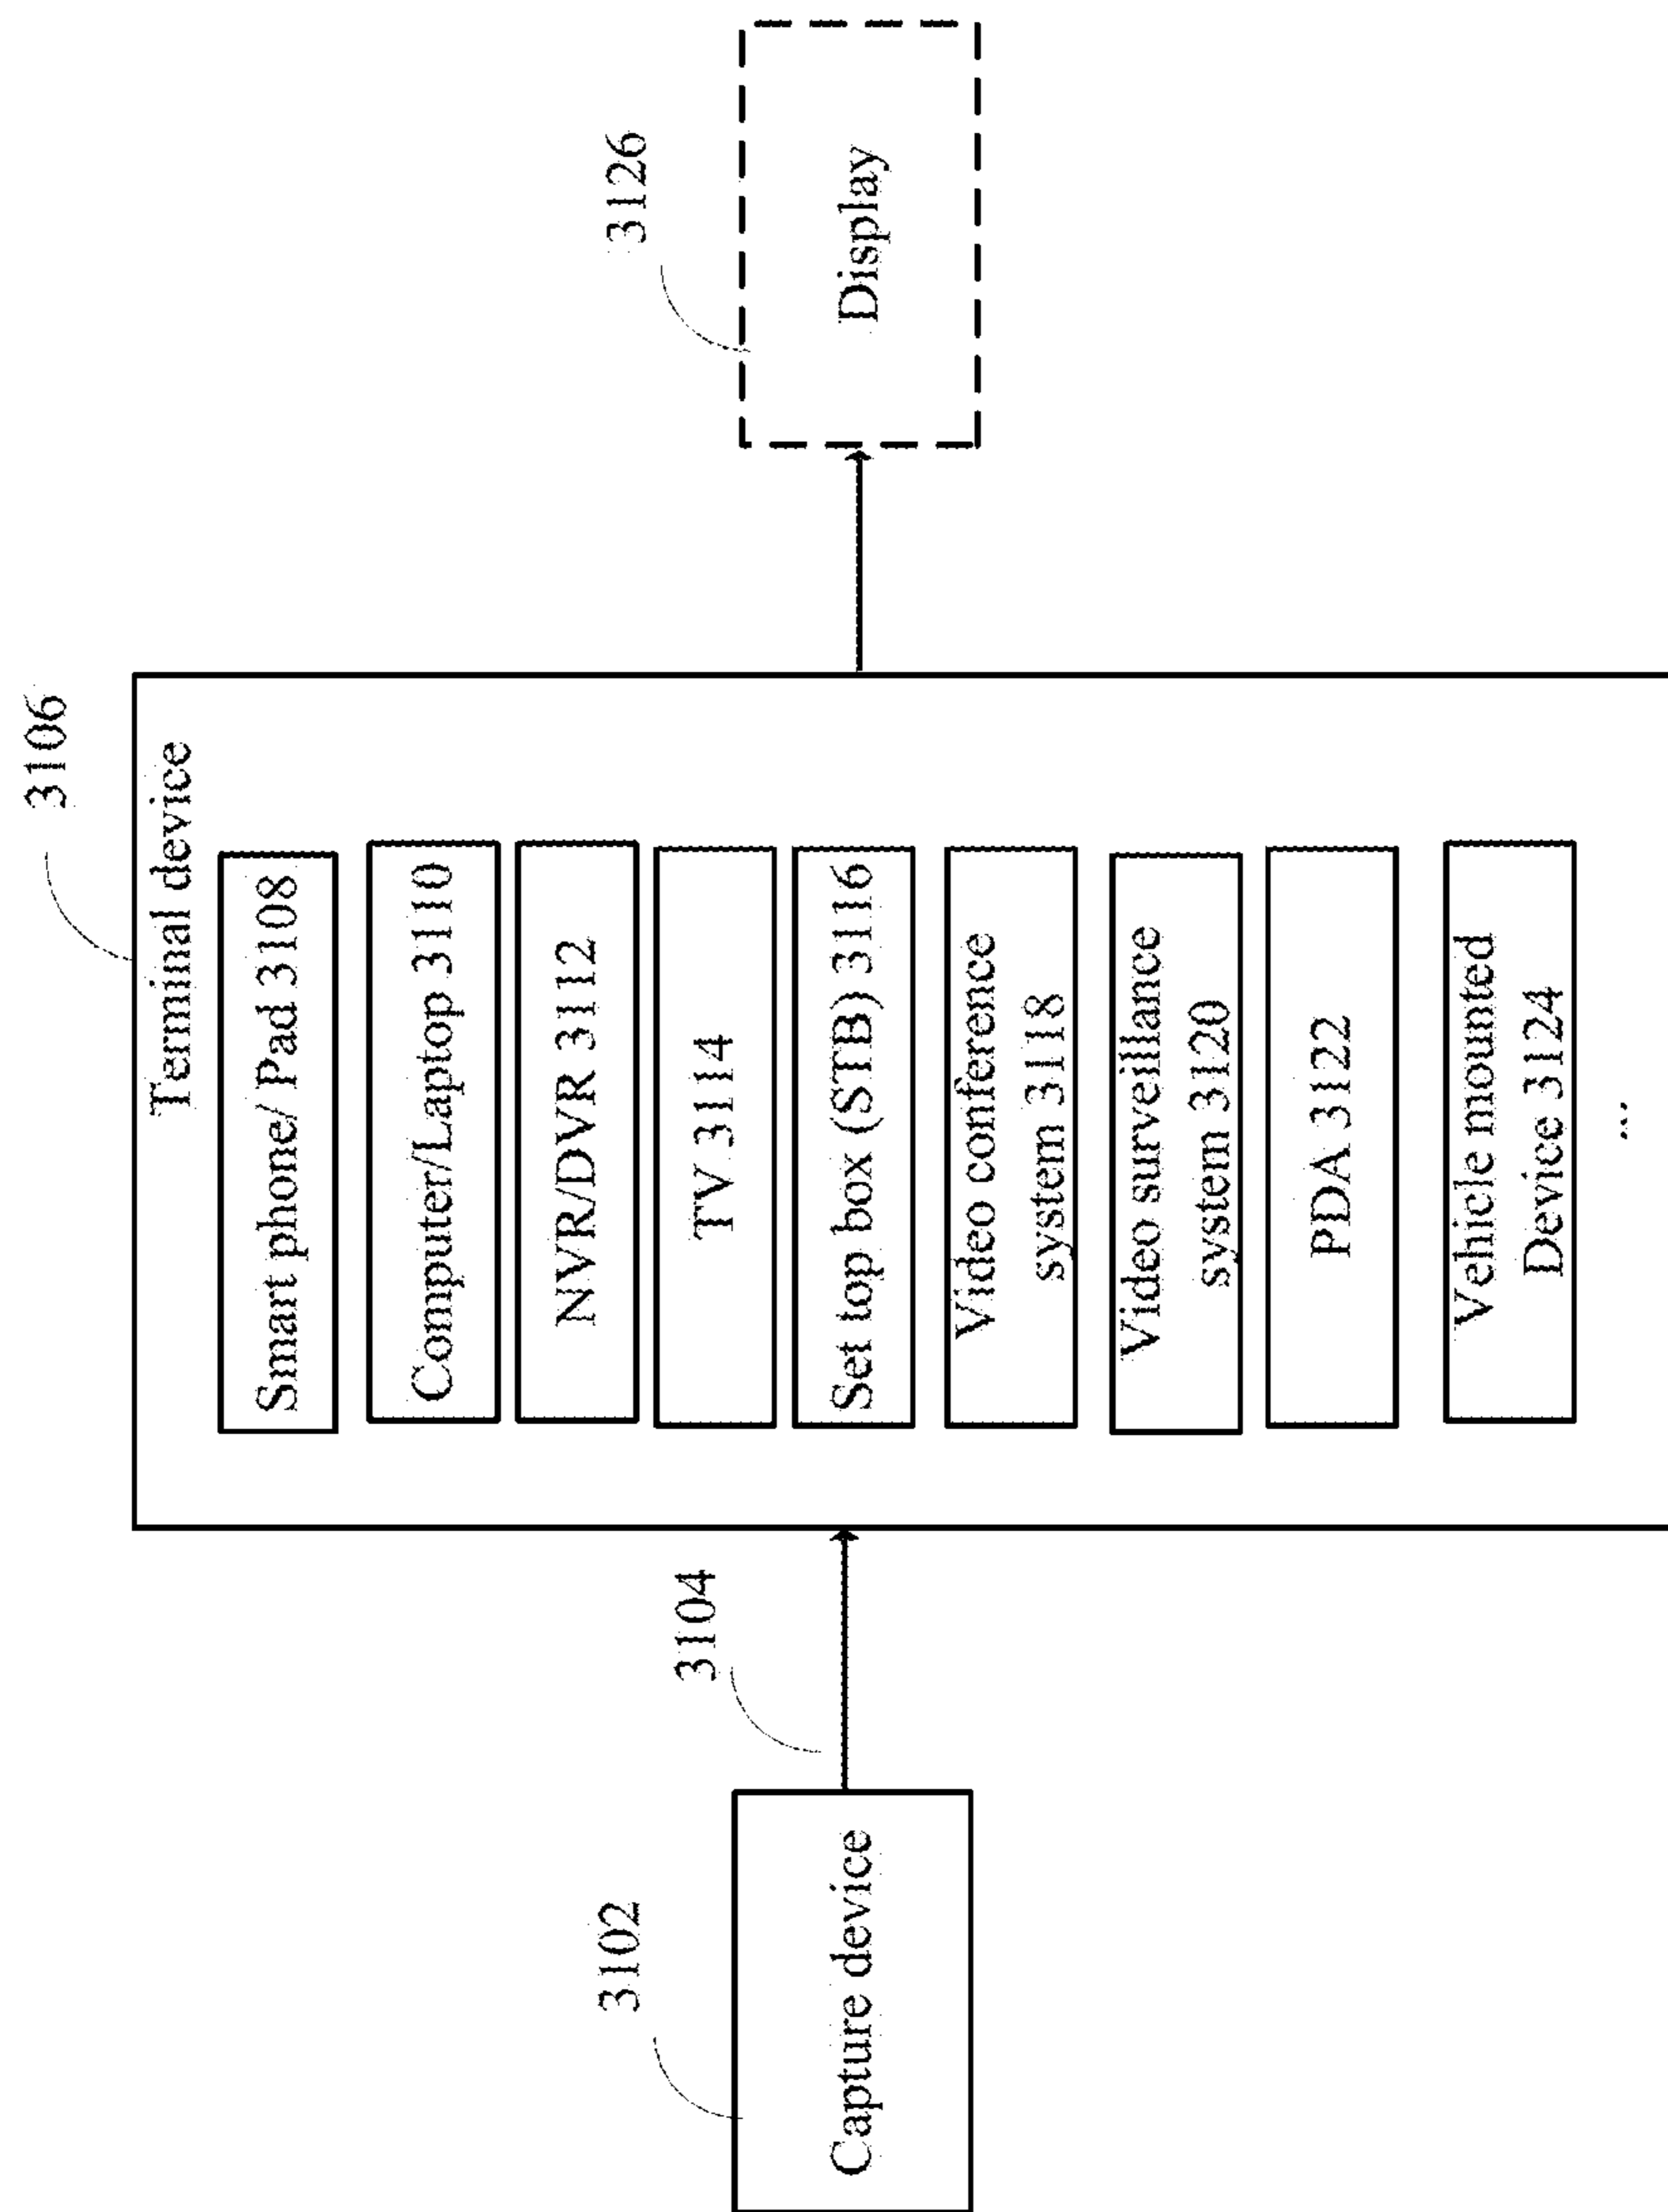 3102
Capture device
3104
3106
Terminal device
Smart phone/ Pad 3108
Computer/Laptop 3110
NVR/DVR 3112
TV 3114
Set top box (STB) 3116
Video conference
system 3118
Video surveillance
system 3120
PDA 3122
Vehicle mounted
Device 3124
...
3126
Display